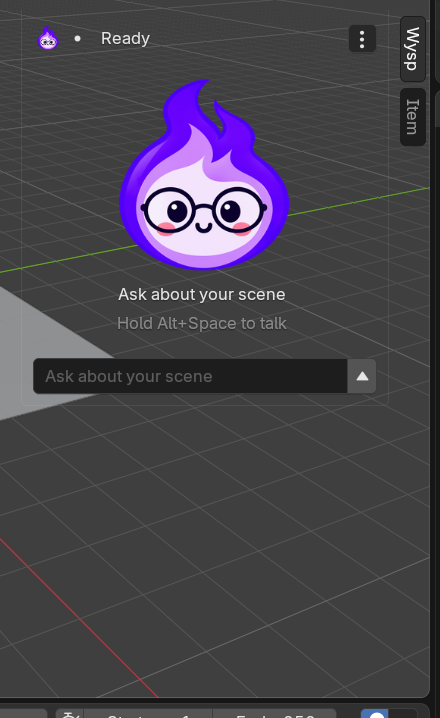 Ready
Wysp
Item
Ask about your scene
Hold Alt+Space to talk
Ask about your scene